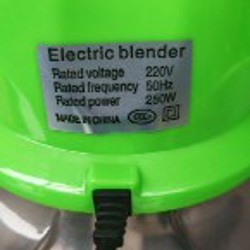 Electric blender
Rated voltage 220V
Rated frequency 50Hz
Rated power 250W
MADE IN CHINA